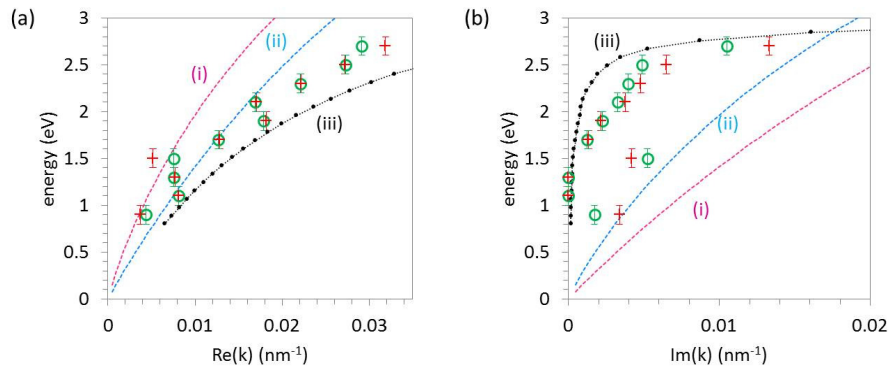 (a)
(b)
energy (eV)
3
2.5
2
1.5
1
0.5
0
(i)
(ii)
(iii)
0
0.01
0.02
0.03
Re(k) (nm⁻¹)
energy (eV)
3
2.5
2
1.5
1
0.5
0
(iii)
(ii)
(i)
0
0.01
0.02
Im(k) (nm⁻¹)